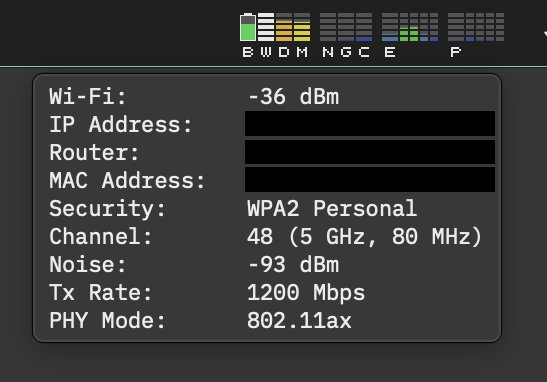 B W D M N G C E P
Wi-Fi: -36 dBm
IP Address:
Router:
MAC Address:
Security: WPA2 Personal
Channel: 48 (5 GHz, 80 MHz)
Noise: -93 dBm
Tx Rate: 1200 Mbps
PHY Mode: 802.11ax